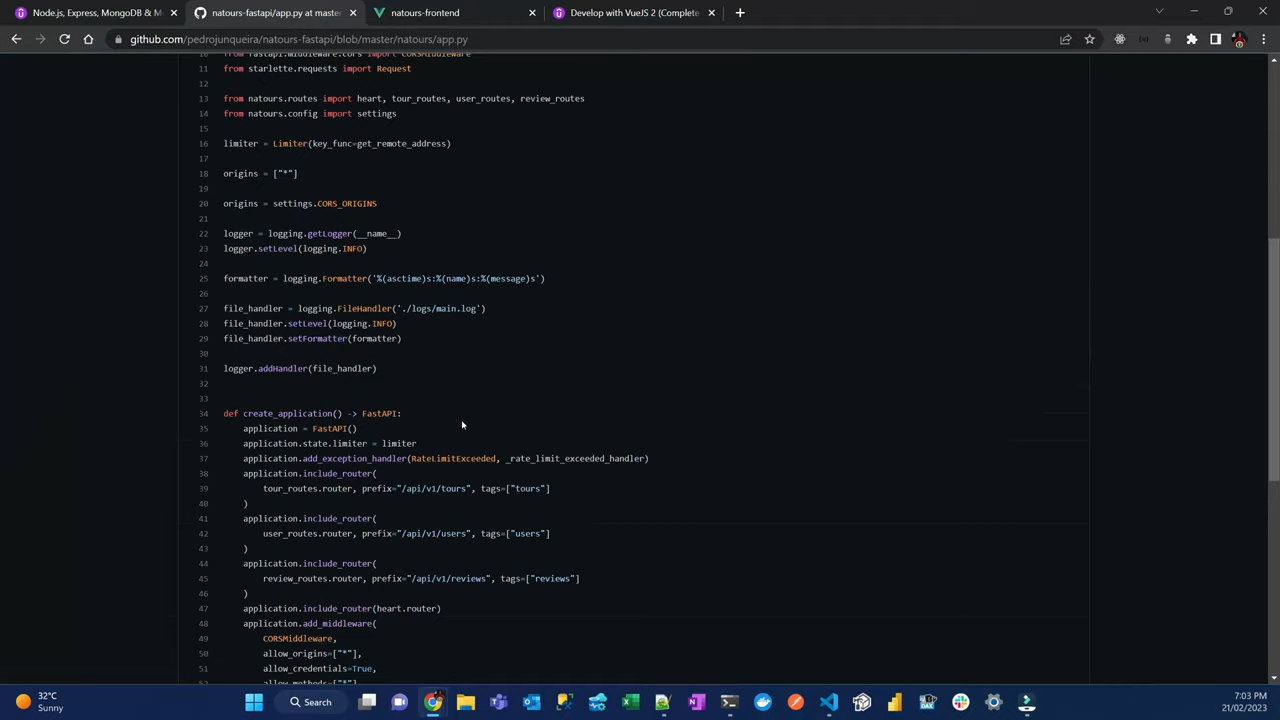 Node.js, Express, MongoDB & M
natours-fastapi/app.py at master
natours-frontend
Develop with VueJS 2 (Complete
github.com/pedrojunqueira/natours-fastapi/blob/master/natours/app.py
10 from fastapi.middleware.cors import CORSMiddleware
11 from starlette.requests import Request
12
13 from natours.routes import heart, tour_routes, user_routes, review_routes
14 from natours.config import settings
15
16 limiter = Limiter(key_func=get_remote_address)
17
18 origins = ["*"]
19
20 origins = settings.CORS_ORIGINS
21
22 logger = logging.getLogger(__name__)
23 logger.setLevel(logging.INFO)
24
25 formatter = logging.Formatter('%(asctime)s:%(name)s:%(message)s')
26
27 file_handler = logging.FileHandler('./logs/main.log')
28 file_handler.setLevel(logging.INFO)
29 file_handler.setFormatter(formatter)
30
31 logger.addHandler(file_handler)
32
33
34 def create_application() -> FastAPI:
35 application = FastAPI()
36 application.state.limiter = limiter
37 application.add_exception_handler(RateLimitExceeded, _rate_limit_exceeded_handler)
38 application.include_router(
39 tour_routes.router, prefix="/api/v1/tours", tags=["tours"]
40 )
41 application.include_router(
42 user_routes.router, prefix="/api/v1/users", tags=["users"]
43 )
44 application.include_router(
45 review_routes.router, prefix="/api/v1/reviews", tags=["reviews"]
46 )
47 application.include_router(heart.router)
48 application.add_middleware(
49 CORSMiddleware,
50 allow_origins=["*"],
51 allow_credentials=True,
52 allow_methods=["*"]
32°C
Sunny
Search
7:03 PM
21/02/2023